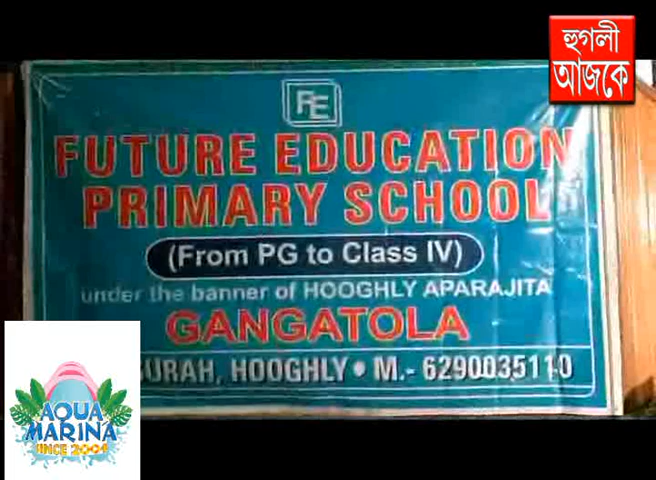 হুগলী
আজকে
FE
FUTURE EDUCATION
PRIMARY SCHOOL
(From PG to Class IV)
under the banner of HOOGHLY APARAJITA
GANGATOLA
SURAH, HOOGHLY • M.- 6290035110
AQUA
MARINA
SINCE 2004